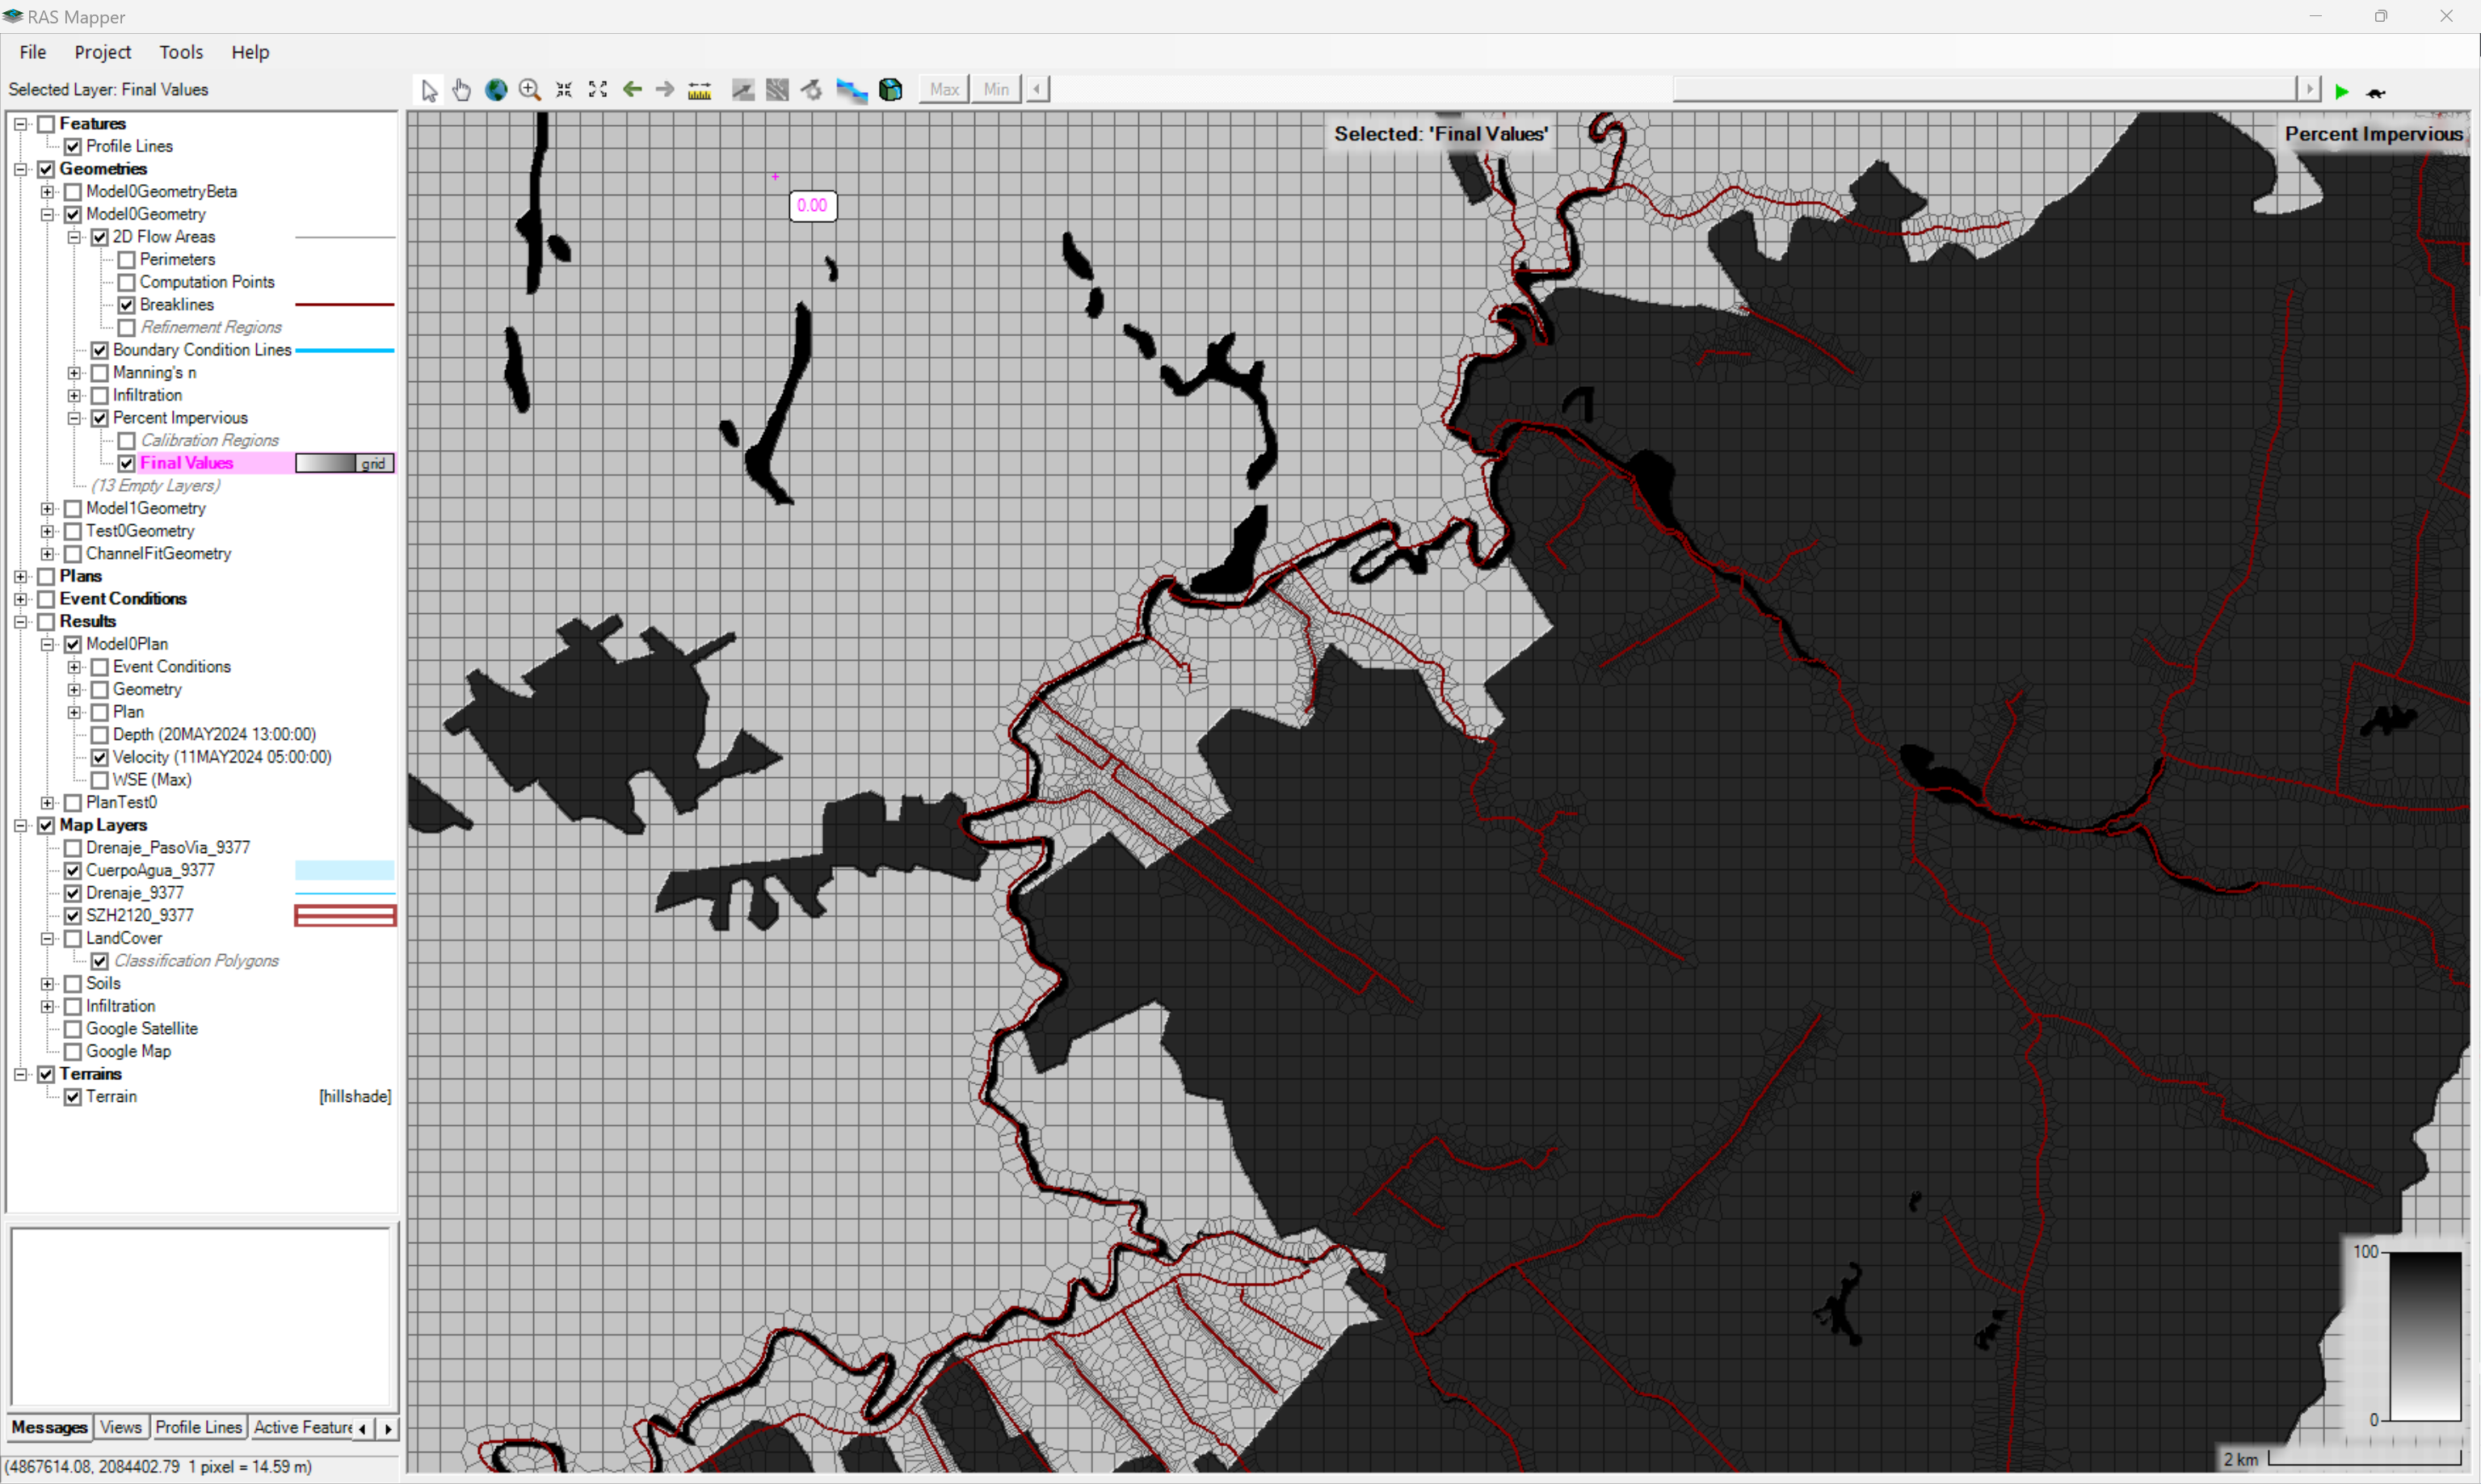 RAS Mapper
File Project Tools Help
Selected Layer: Final Values
Max Min
Features
Profile Lines
Geometries
Model0GeometryBeta
Model0Geometry
2D Flow Areas
Perimeters
Computation Points
Breaklines
Refinement Regions
Boundary Condition Lines
Manning's n
Infiltration
Percent Impervious
Calibration Regions
Final Values grid
(13 Empty Layers)
Model1Geometry
Test0Geometry
ChannelFitGeometry
Plans
Event Conditions
Results
Model0Plan
Event Conditions
Geometry
Plan
Depth (20MAY2024 13:00:00)
Velocity (11MAY2024 05:00:00)
WSE (Max)
PlanTest0
Map Layers
Drenaje_PasoVia_9377
CuerpoAgua_9377
Drenaje_9377
SZH2120_9377
LandCover
Classification Polygons
Soils
Infiltration
Google Satellite
Google Map
Terrains
Terrain [hillshade]
Messages Views Profile Lines Active Feature
(4867614.08, 2084402.79 1 pixel = 14.59 m)
Selected: 'Final Values'
Percent Impervious
0.00
100
0
2 km